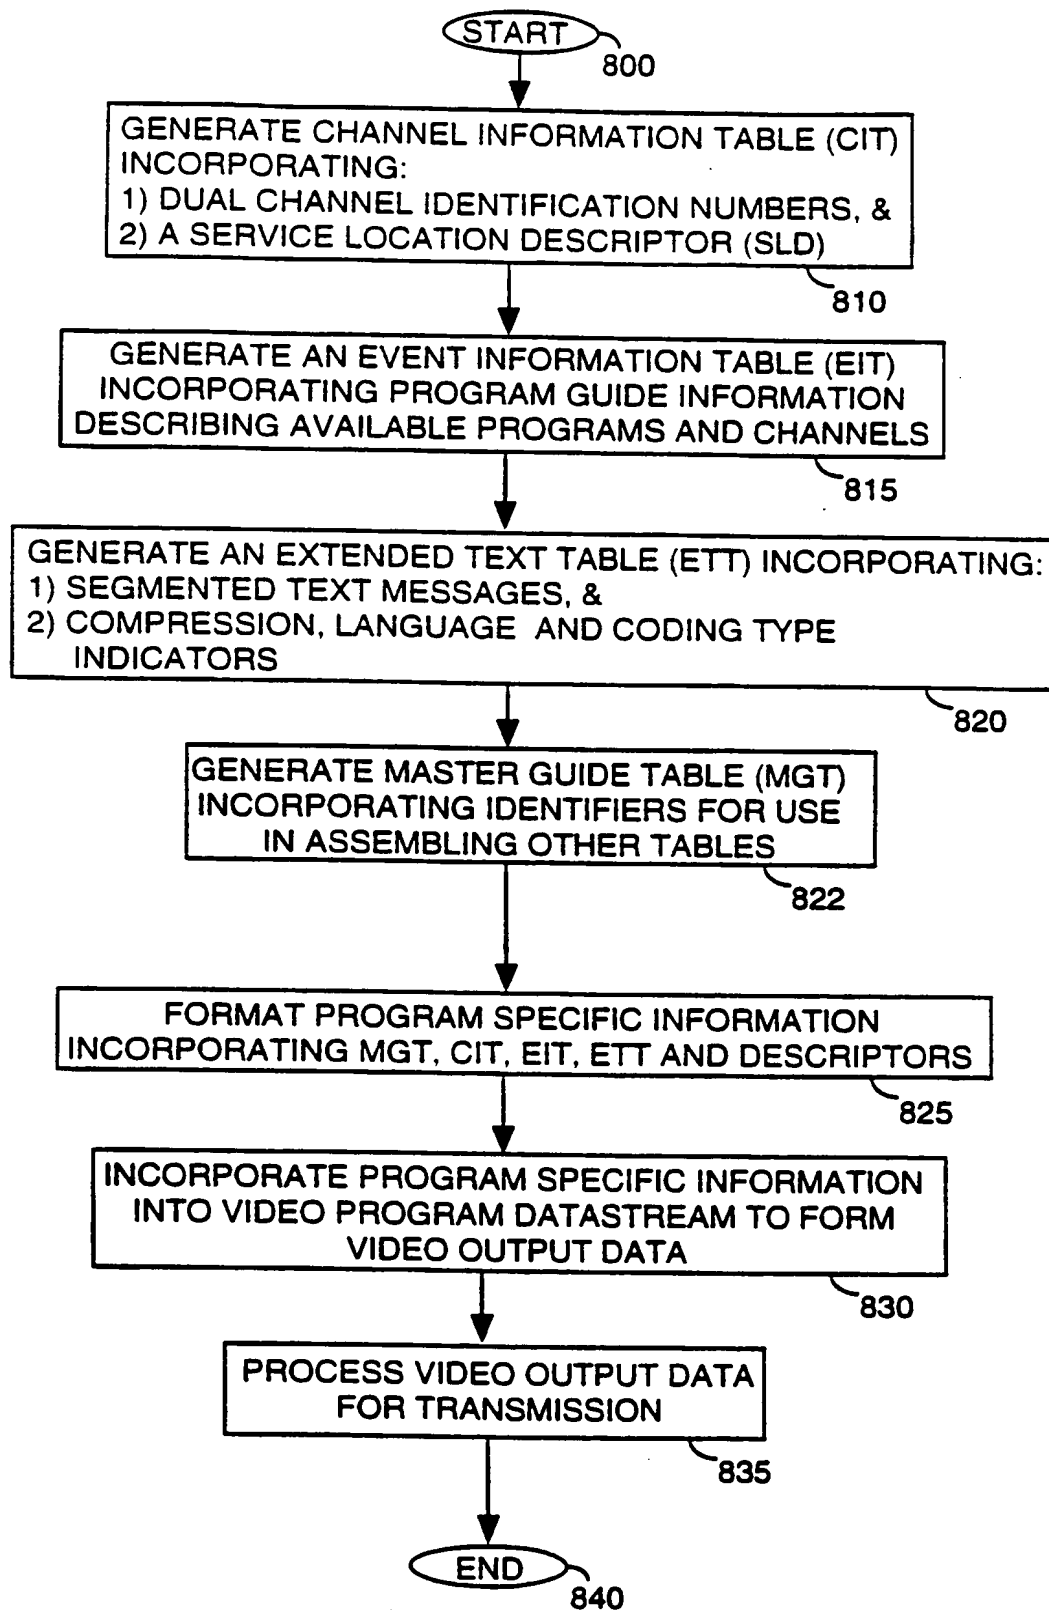 START
800
GENERATE CHANNEL INFORMATION TABLE (CIT)
INCORPORATING:
1) DUAL CHANNEL IDENTIFICATION NUMBERS, &
2) A SERVICE LOCATION DESCRIPTOR (SLD)
810
GENERATE AN EVENT INFORMATION TABLE (EIT)
INCORPORATING PROGRAM GUIDE INFORMATION
DESCRIBING AVAILABLE PROGRAMS AND CHANNELS
815
GENERATE AN EXTENDED TEXT TABLE (ETT) INCORPORATING:
1) SEGMENTED TEXT MESSAGES, &
2) COMPRESSION, LANGUAGE AND CODING TYPE
INDICATORS
820
GENERATE MASTER GUIDE TABLE (MGT)
INCORPORATING IDENTIFIERS FOR USE
IN ASSEMBLING OTHER TABLES
822
FORMAT PROGRAM SPECIFIC INFORMATION
INCORPORATING MGT, CIT, EIT, ETT AND DESCRIPTORS
825
INCORPORATE PROGRAM SPECIFIC INFORMATION
INTO VIDEO PROGRAM DATASTREAM TO FORM
VIDEO OUTPUT DATA
830
PROCESS VIDEO OUTPUT DATA
FOR TRANSMISSION
835
END
840